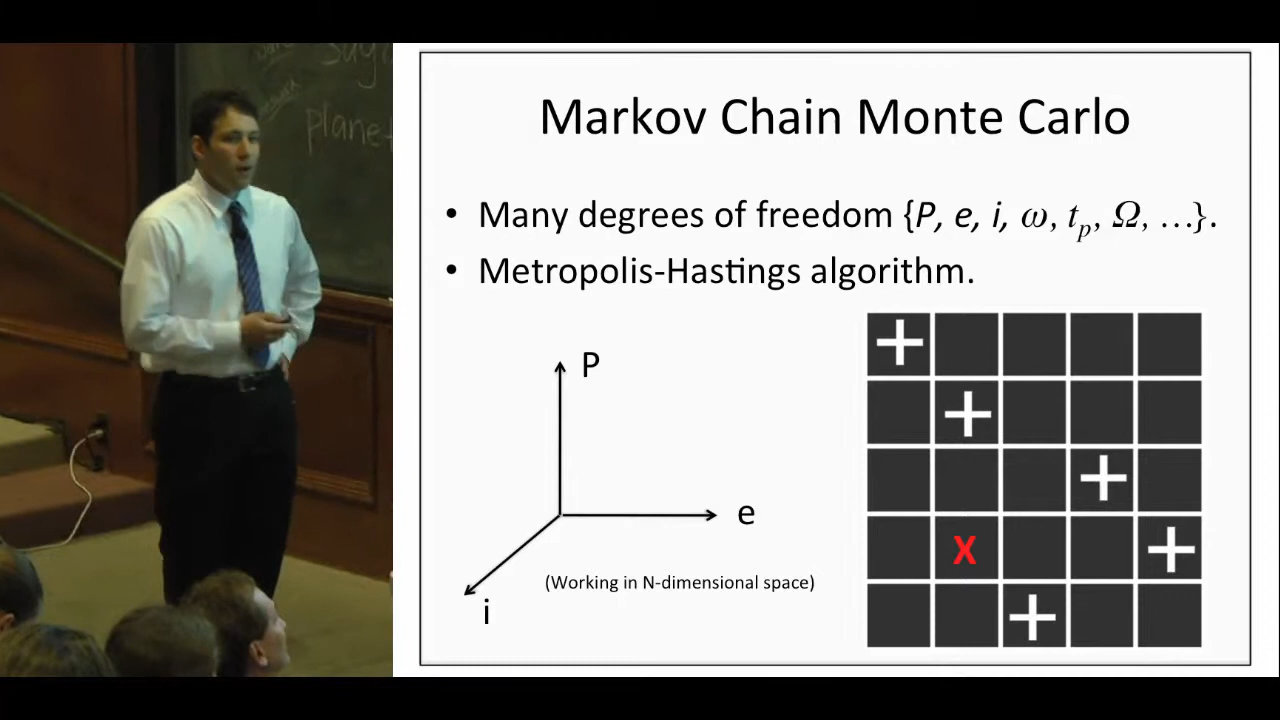 planet
Markov Chain Monte Carlo
• Many degrees of freedom {P, e, i, ω, tₚ, Ω, …}.
• Metropolis-Hastings algorithm.
P
e
i
(Working in N-dimensional space)
+
+
+
X +
+